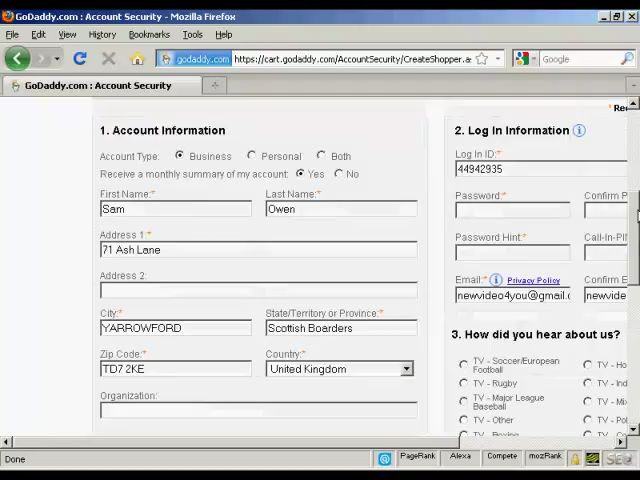 GoDaddy.com : Account Security - Mozilla Firefox
File Edit View History Bookmarks Tools Help
godaddy.com https://cart.godaddy.com/AccountSecurity/CreateShopper.as Google
GoDaddy.com : Account Security
1. Account Information
Account Type: Business Personal Both
Receive a monthly summary of my account: Yes No
First Name:* Last Name:*
Sam Owen
Address 1:*
71 Ash Lane
Address 2:
City:* State/Territory or Province:*
YARROWFORD Scottish Boarders
Zip Code:* Country:*
TD7 2KE United Kingdom
Organization:
Re
2. Log In Information
Log In ID:*
44942935
Password:* Confirm P
Password Hint:* Call-In-PI
Email:* Privacy Policy Confirm E
newvideo4you@gmail.c newvide
3. How did you hear about us?
TV - Soccer/European Football TV - Ho
TV - Rugby TV - Mi
TV - Major League Baseball
TV - Other TV - Po
TV -
Done PageRank Alexa Compete mozRank SEO